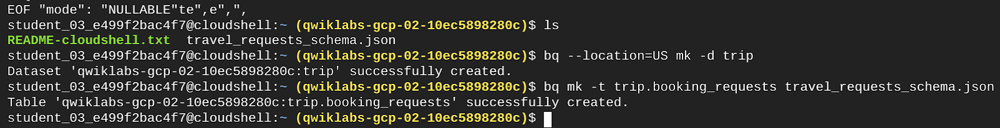 EOF "mode": "NULLABLE"te",e",",
student_03_e499f2bac4f7@cloudshell:~ (qwiklabs-gcp-02-10ec5898280c)$ ls
README-cloudshell.txt  travel_requests_schema.json
student_03_e499f2bac4f7@cloudshell:~ (qwiklabs-gcp-02-10ec5898280c)$ bq --location=US mk -d trip
Dataset 'qwiklabs-gcp-02-10ec5898280c:trip' successfully created.
student_03_e499f2bac4f7@cloudshell:~ (qwiklabs-gcp-02-10ec5898280c)$ bq mk -t trip.booking_requests travel_requests_schema.json
Table 'qwiklabs-gcp-02-10ec5898280c:trip.booking_requests' successfully created.
student_03_e499f2bac4f7@cloudshell:~ (qwiklabs-gcp-02-10ec5898280c)$